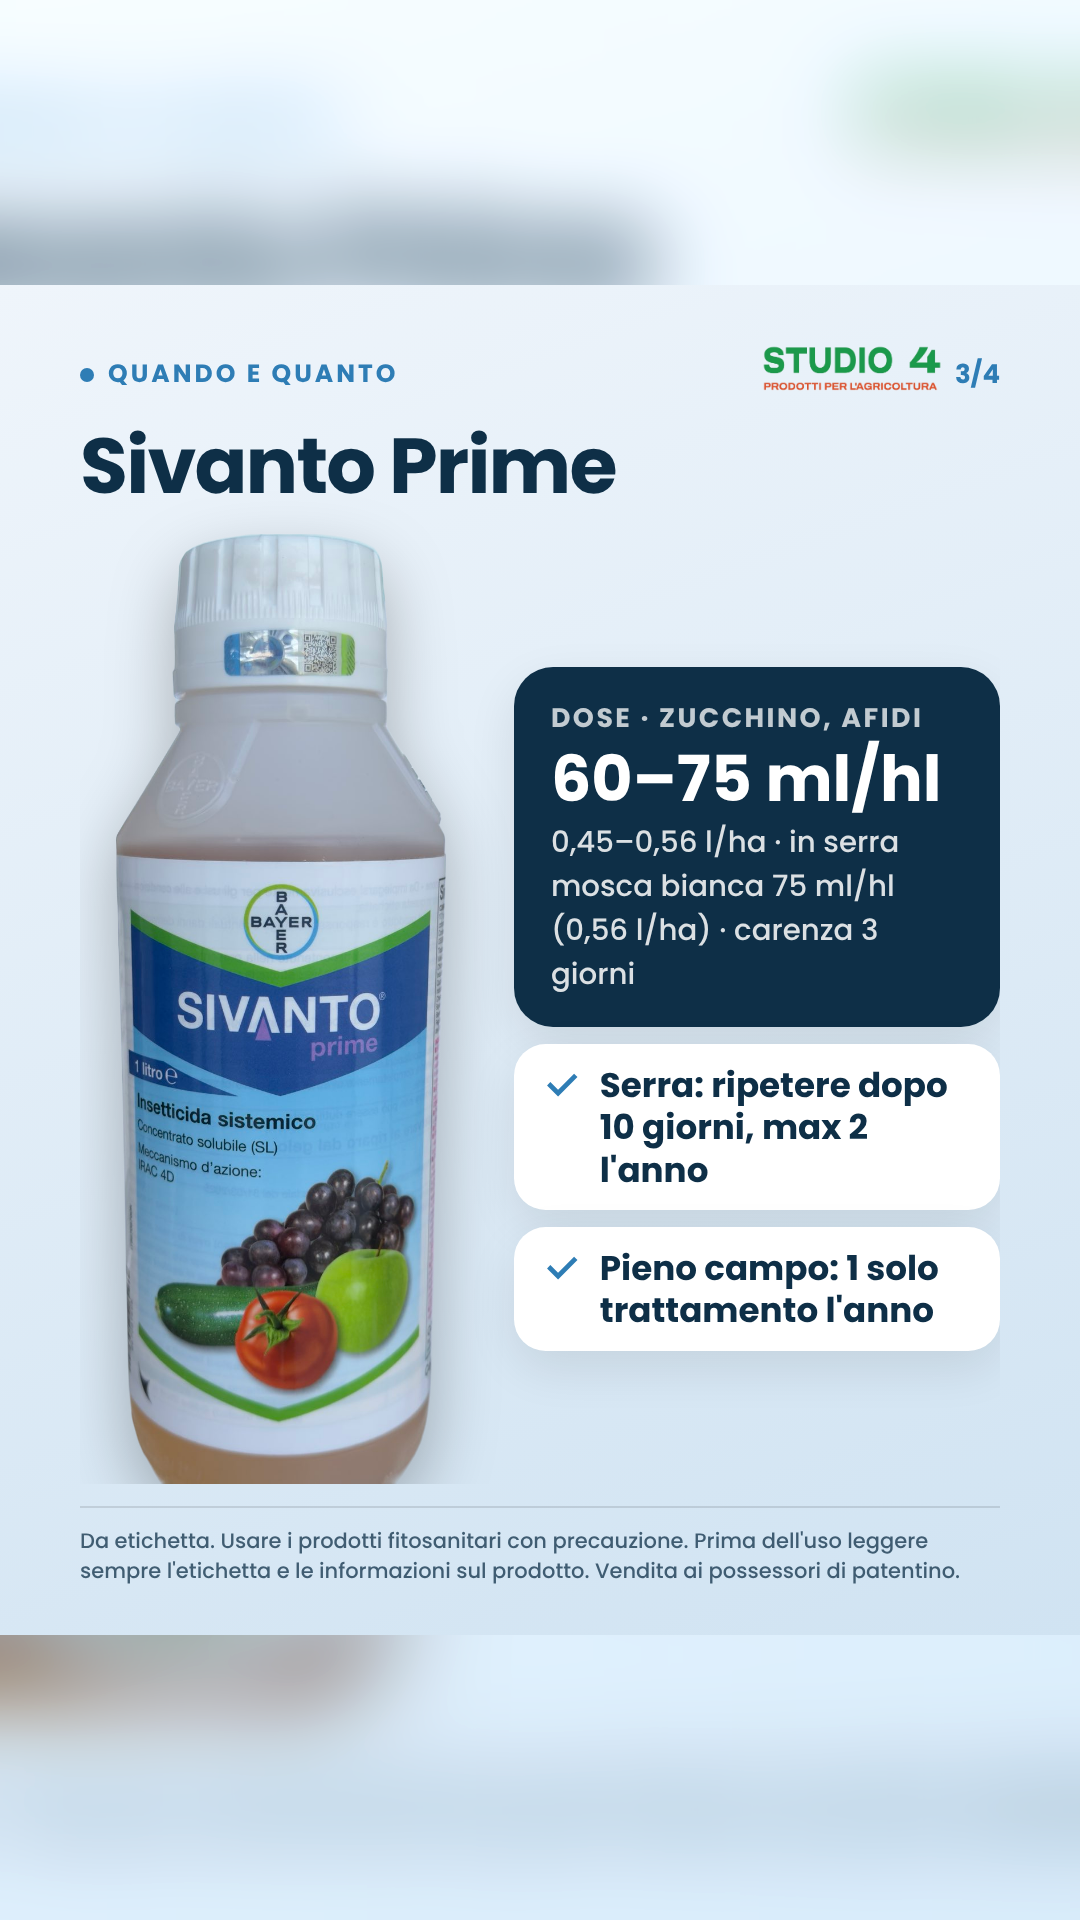 QUANDO E QUANTO
STUDIO 4
PRODOTTI PER L'AGRICOLTURA
3/4
Sivanto Prime
BAYER
BAYER
SIVANTO®
prime
1 litro ℮
Insetticida sistemico
Concentrato solubile (SL)
Meccanismo d'azione:
IRAC 4D
DOSE · ZUCCHINO, AFIDI
60–75 ml/hl
0,45–0,56 l/ha · in serra
mosca bianca 75 ml/hl
(0,56 l/ha) · carenza 3
giorni
Serra: ripetere dopo
10 giorni, max 2
l'anno
Pieno campo: 1 solo
trattamento l'anno
Da etichetta. Usare i prodotti fitosanitari con precauzione. Prima dell'uso leggere
sempre l'etichetta e le informazioni sul prodotto. Vendita ai possessori di patentino.